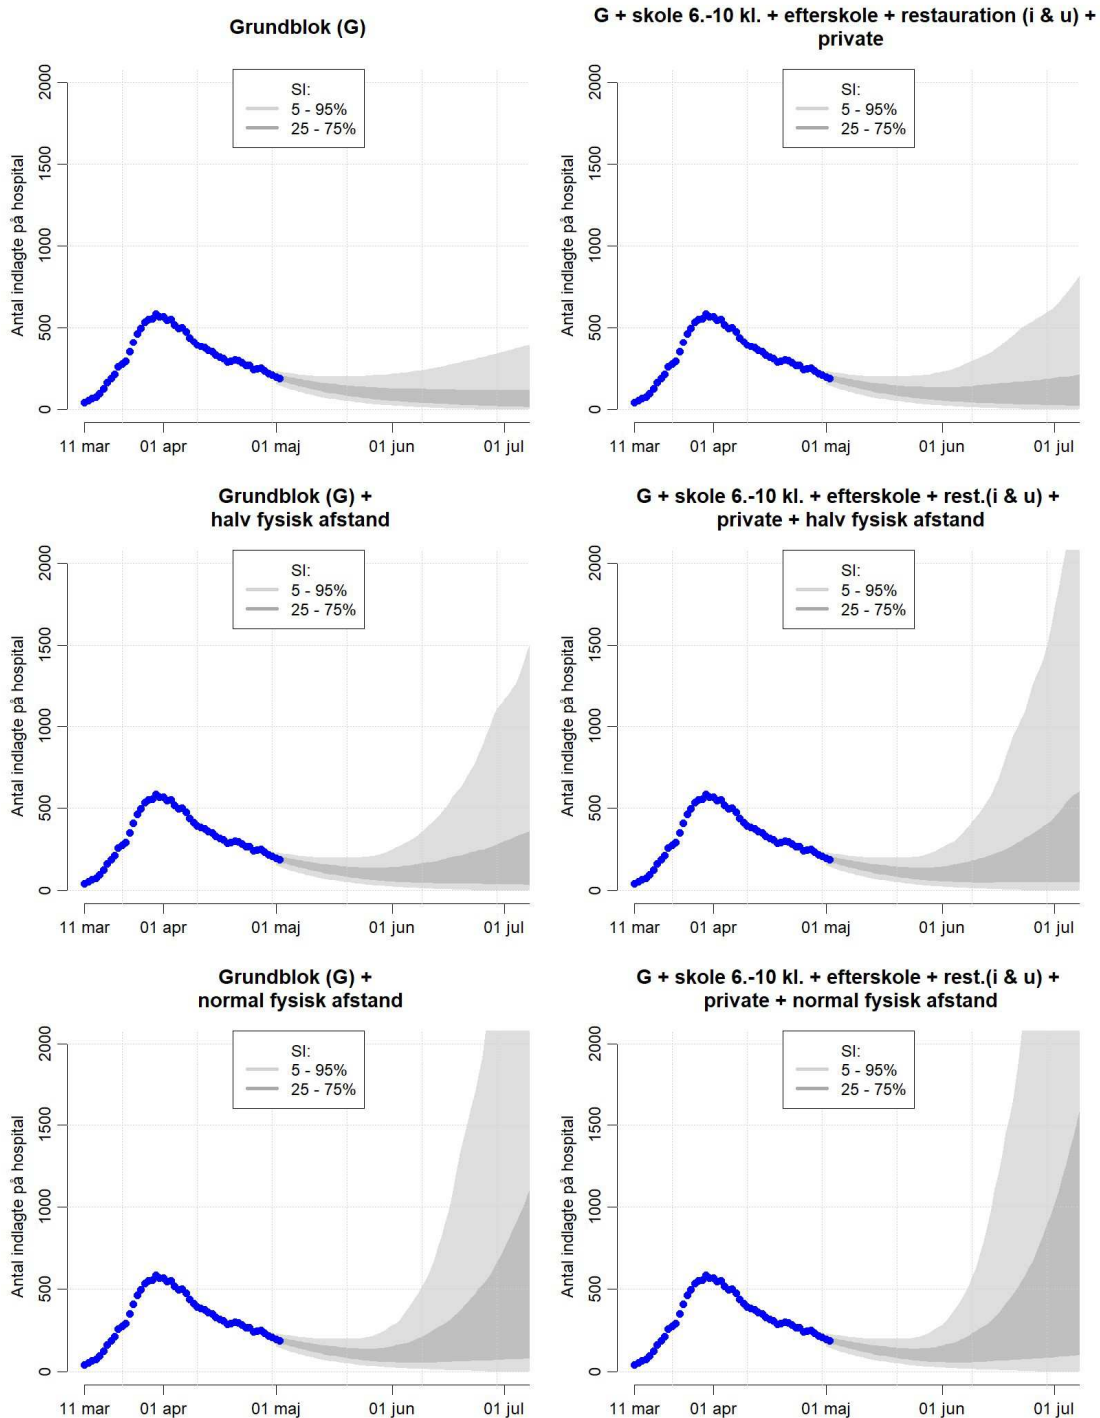 Grundblok (G)
SI:
5 - 95%
25 - 75%
Antal indlagte på hospital
2000
1500
1000
500
0
11 mar
01 apr
01 maj
01 jun
01 jul
G + skole 6.-10 kl. + efterskole + restauration (i & u) +
private
SI:
5 - 95%
25 - 75%
Antal indlagte på hospital
2000
1500
1000
500
0
11 mar
01 apr
01 maj
01 jun
01 jul
Grundblok (G) +
halv fysisk afstand
SI:
5 - 95%
25 - 75%
Antal indlagte på hospital
2000
1500
1000
500
0
11 mar
01 apr
01 maj
01 jun
01 jul
G + skole 6.-10 kl. + efterskole + rest.(i & u) +
private + halv fysisk afstand
SI:
5 - 95%
25 - 75%
Antal indlagte på hospital
2000
1500
1000
500
0
11 mar
01 apr
01 maj
01 jun
01 jul
Grundblok (G) +
normal fysisk afstand
SI:
5 - 95%
25 - 75%
Antal indlagte på hospital
2000
1500
1000
500
0
11 mar
01 apr
01 maj
01 jun
01 jul
G + skole 6.-10 kl. + efterskole + rest.(i & u) +
private + normal fysisk afstand
SI:
5 - 95%
25 - 75%
Antal indlagte på hospital
2000
1500
1000
500
0
11 mar
01 apr
01 maj
01 jun
01 jul